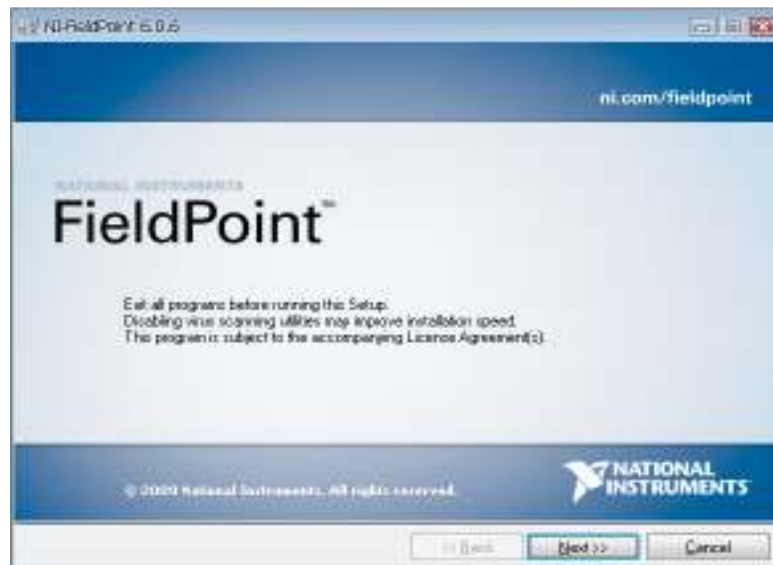 NI-FieldPoint 6.0.6
ni.com/fieldpoint
NATIONAL INSTRUMENTS
FieldPoint™
Exit all programs before running this Setup.
Disabling virus scanning utilities may improve installation speed.
This program is subject to the accompanying License Agreement(s).
© 2009 National Instruments. All rights reserved.
NATIONAL
INSTRUMENTS
<< Back
Next >>
Cancel